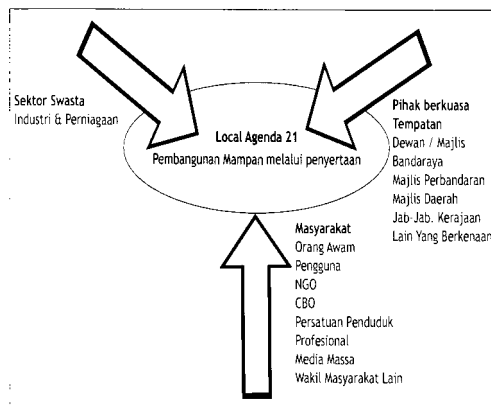 Sektor Swasta
Industri & Perniagaan
Local Agenda 21
Pembangunan Mampan melalui penyertaan
Pihak berkuasa
Tempatan
Dewan / Majlis
Bandaraya
Majlis Perbandaran
Majlis Daerah
Jab-Jab. Kerajaan
Lain Yang Berkenaan
Masyarakat
Orang Awam
Pengguna
NGO
CBO
Persatuan Penduduk
Profesional
Media Massa
Wakil Masyarakat Lain